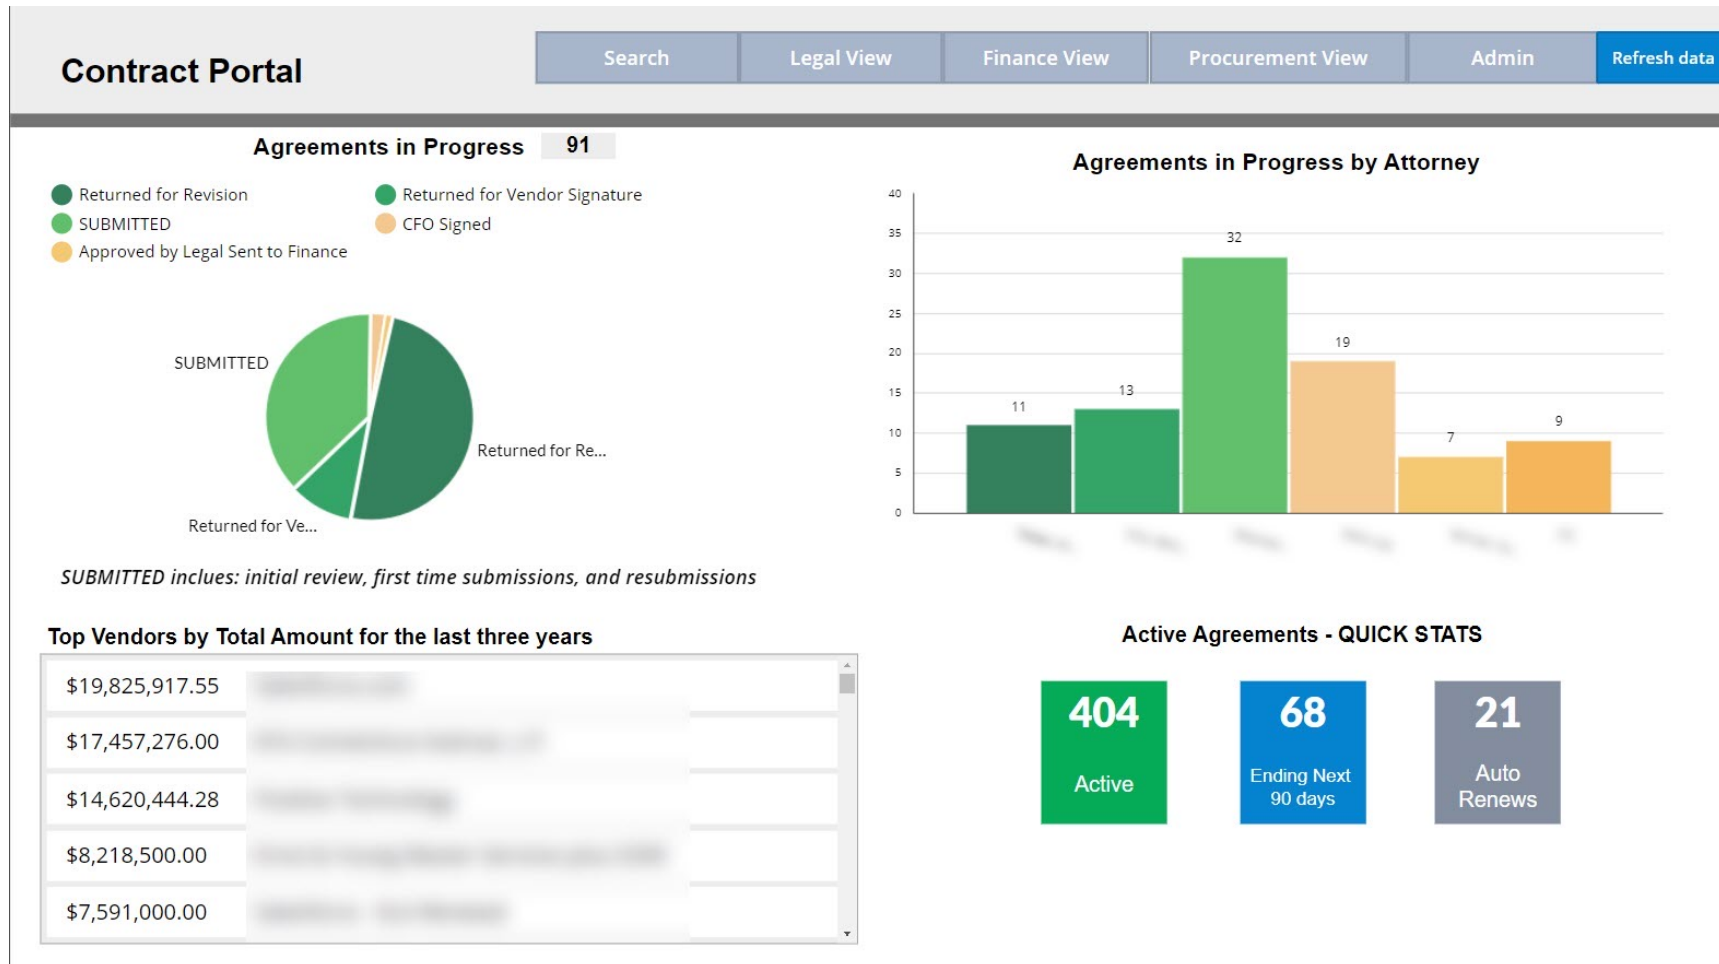 Contract Portal
Search
Legal View
Finance View
Procurement View
Admin
Refresh data
Agreements in Progress 91
Returned for Revision
Returned for Vendor Signature
SUBMITTED
CFO Signed
Approved by Legal Sent to Finance
SUBMITTED
Returned for Re...
Returned for Ve...
SUBMITTED inclues: initial review, first time submissions, and resubmissions
Agreements in Progress by Attorney
40
35
30
25
20
15
10
5
0
11
13
32
19
7
9
Top Vendors by Total Amount for the last three years
$19,825,917.55
$17,457,276.00
$14,620,444.28
$8,218,500.00
$7,591,000.00
Active Agreements - QUICK STATS
404
Active
68
Ending Next
90 days
21
Auto
Renews